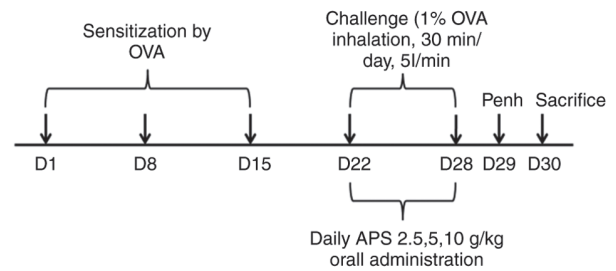 Sensitization by
OVA
Challenge (1% OVA
inhalation, 30 min/
day, 5l/min
Penh Sacrifice
D1 D8 D15 D22 D28 D29 D30
Daily APS 2.5,5,10 g/kg
orall administration